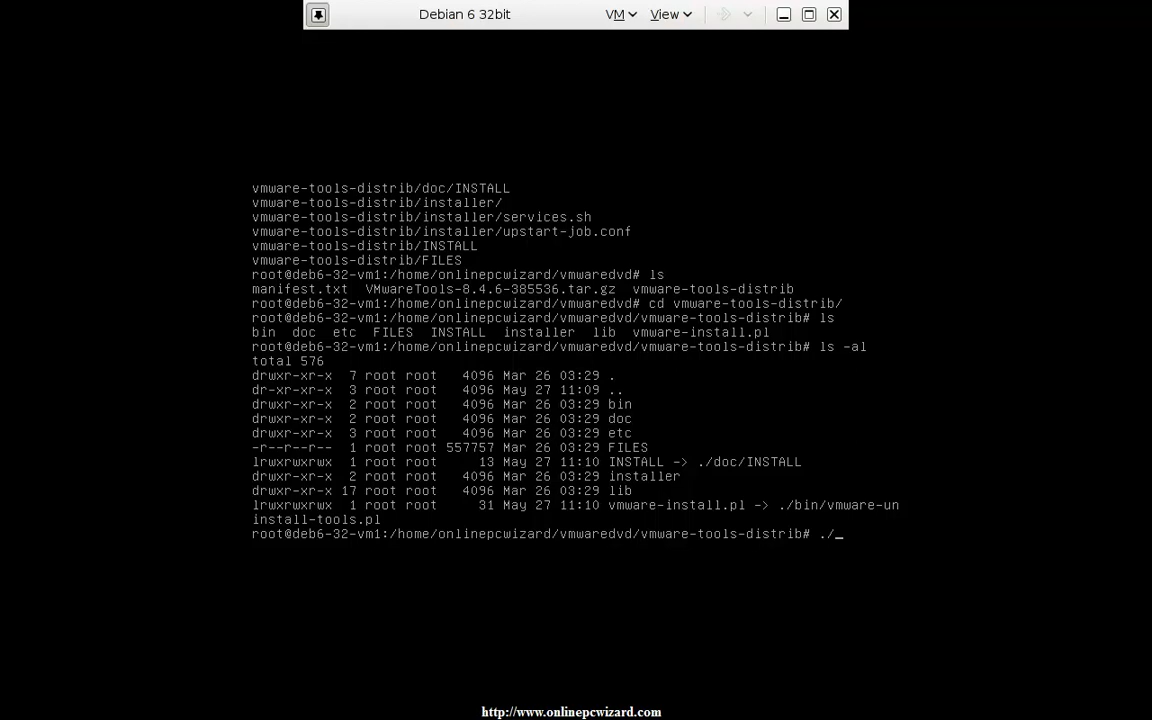 Debian 6 32bit
VM
View
vmware-tools-distrib/doc/INSTALL
vmware-tools-distrib/installer/
vmware-tools-distrib/installer/services.sh
vmware-tools-distrib/installer/upstart-job.conf
vmware-tools-distrib/INSTALL
vmware-tools-distrib/FILES
root@deb6-32-vm1:/home/onlinepcwizard/vmwaredvd# ls
manifest.txt  VMwareTools-8.4.6-385536.tar.gz  vmware-tools-distrib
root@deb6-32-vm1:/home/onlinepcwizard/vmwaredvd# cd vmware-tools-distrib/
root@deb6-32-vm1:/home/onlinepcwizard/vmwaredvd/vmware-tools-distrib# ls
bin  doc  etc  FILES  INSTALL  installer  lib  vmware-install.pl
root@deb6-32-vm1:/home/onlinepcwizard/vmwaredvd/vmware-tools-distrib# ls -al
total 576
drwxr-xr-x  7 root root   4096 Mar 26 03:29 .
dr-xr-xr-x  3 root root   4096 May 27 11:09 ..
drwxr-xr-x  2 root root   4096 Mar 26 03:29 bin
drwxr-xr-x  2 root root   4096 Mar 26 03:29 doc
drwxr-xr-x  3 root root   4096 Mar 26 03:29 etc
-r--r--r--  1 root root 557757 Mar 26 03:29 FILES
lrwxrwxrwx  1 root root     13 May 27 11:10 INSTALL -> ./doc/INSTALL
drwxr-xr-x  2 root root   4096 Mar 26 03:29 installer
drwxr-xr-x 17 root root   4096 Mar 26 03:29 lib
lrwxrwxrwx  1 root root     31 May 27 11:10 vmware-install.pl -> ./bin/vmware-un
install-tools.pl
root@deb6-32-vm1:/home/onlinepcwizard/vmwaredvd/vmware-tools-distrib# ./_
http://www.onlinepcwizard.com